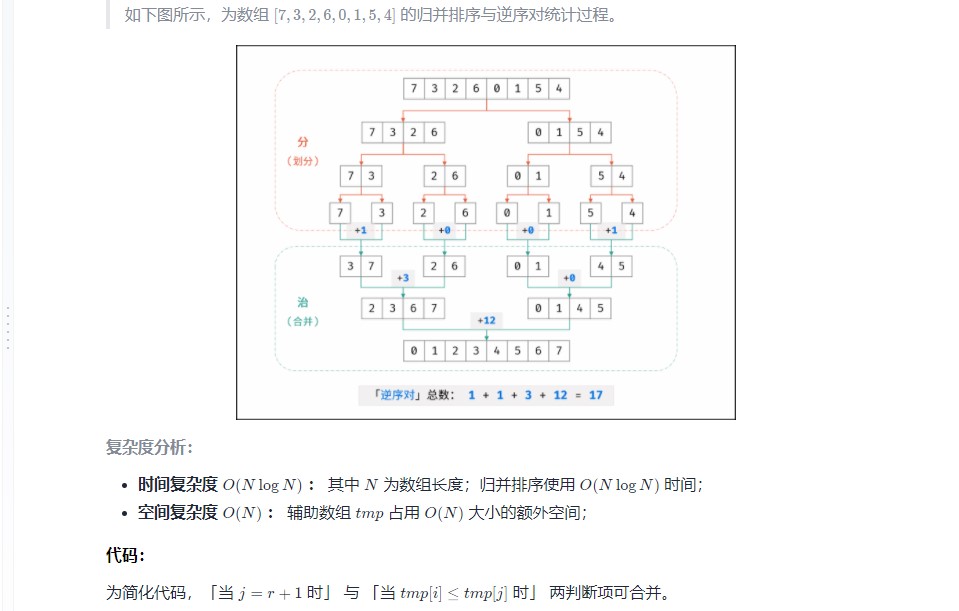 如下图所示，为数组 [7, 3, 2, 6, 0, 1, 5, 4] 的归并排序与逆序对统计过程。
7 3 2 6 0 1 5 4
7 3 2 6 0 1 5 4
分
（划分）
7 3 2 6 0 1 5 4
7 3 2 6 0 1 5 4
+1 +0 +0 +1
3 7 2 6 0 1 4 5
+3 +0
治
（合并）
2 3 6 7 0 1 4 5
+12
0 1 2 3 4 5 6 7
「逆序对」总数： 1 + 1 + 3 + 12 = 17
复杂度分析：
• 时间复杂度 O(N log N)： 其中 N 为数组长度；归并排序使用 O(N log N) 时间；
• 空间复杂度 O(N)： 辅助数组 tmp 占用 O(N) 大小的额外空间；
代码：
为简化代码，「当 j = r + 1 时」 与 「当 tmp[i] ≤ tmp[j] 时」 两判断项可合并。